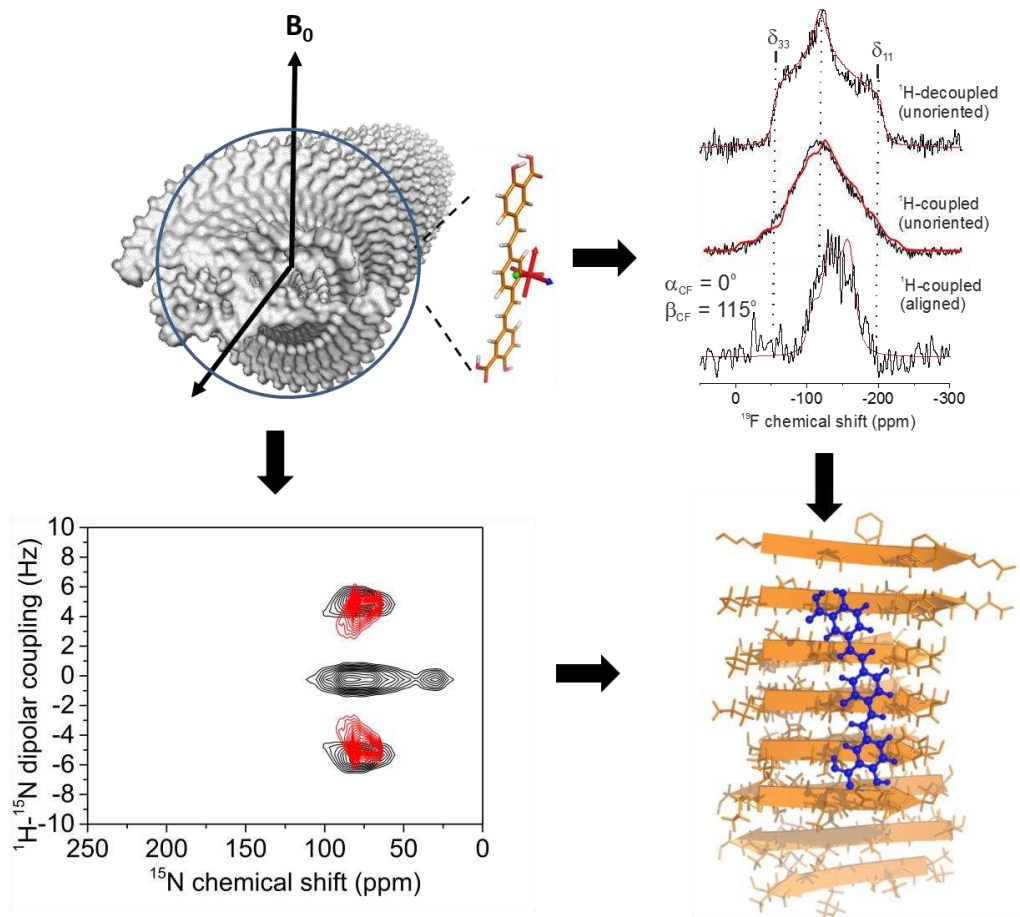 B₀
δ₃₃
δ₁₁
¹H-decoupled
(unoriented)
¹H-coupled
(unoriented)
¹H-coupled
(aligned)
α_CF = 0°
β_CF = 115°
0 -100 -200 -300
¹⁹F chemical shift (ppm)
¹H-¹⁵N dipolar coupling (Hz)
10
8
6
4
2
0
-2
-4
-6
-8
-10
250 200 150 100 50 0
¹⁵N chemical shift (ppm)